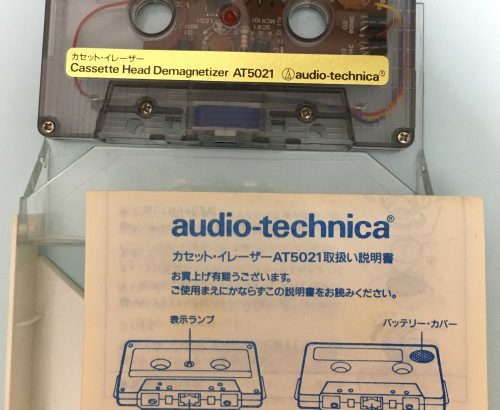 カセット・イレーザー
Cassette Head Demagnetizer AT5021 audio-technica®
audio-technica®
カセット・イレーザーAT5021取扱い説明書
お買上げ有難うございます。
ご使用まえにかならずこの説明書をお読みください。
表示ランプ
バッテリー・カバー